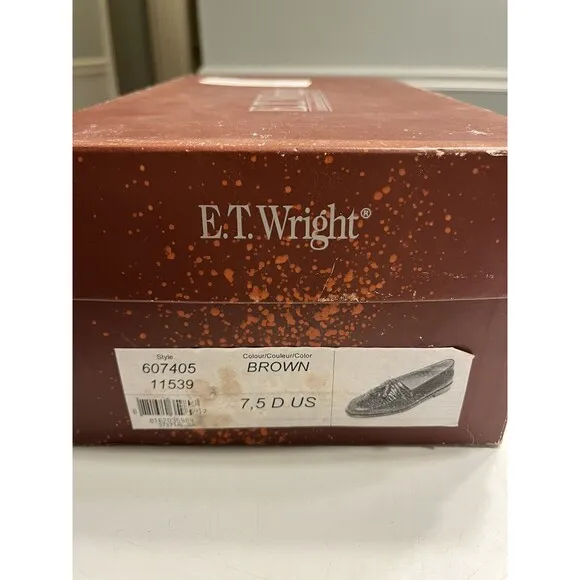 E.T. Wright®
Style
607405
11539
Colour/Couleur/Color
BROWN
7,5 D US